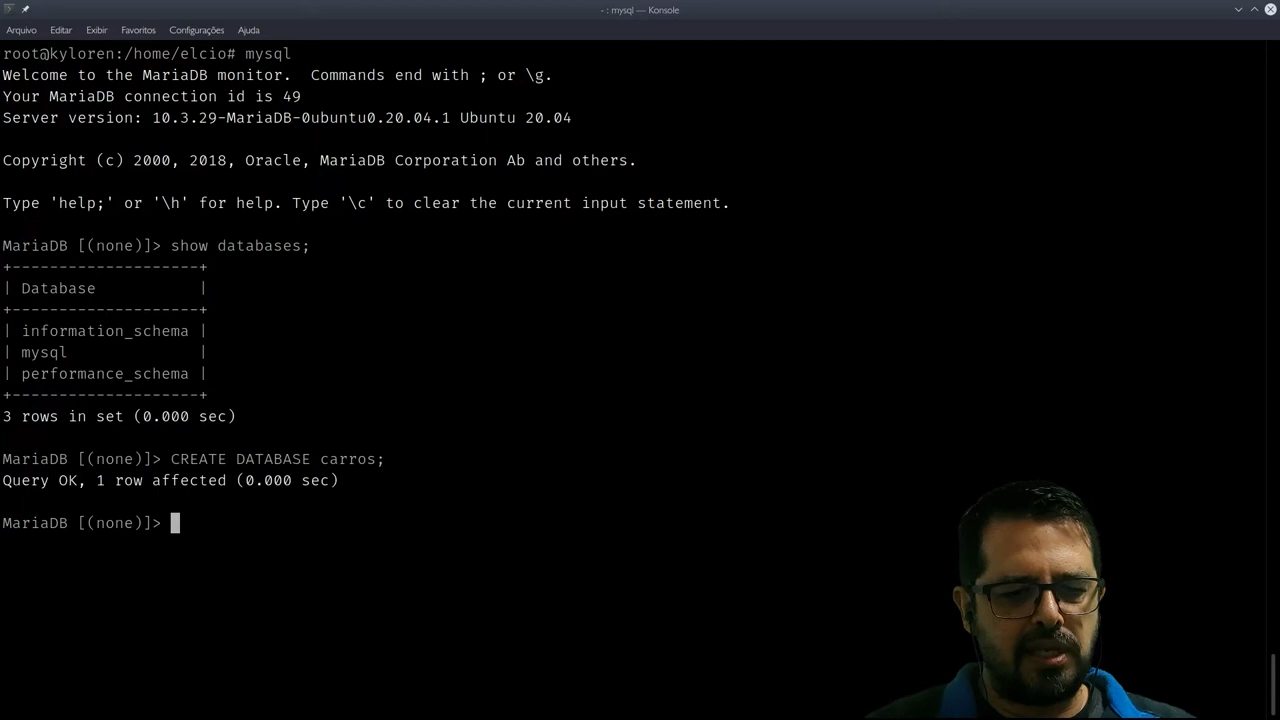 - : mysql — Konsole
Arquivo Editar Exibir Favoritos Configurações Ajuda
root@kyloren:/home/elcio# mysql
Welcome to the MariaDB monitor.  Commands end with ; or \g.
Your MariaDB connection id is 49
Server version: 10.3.29-MariaDB-0ubuntu0.20.04.1 Ubuntu 20.04
Copyright (c) 2000, 2018, Oracle, MariaDB Corporation Ab and others.
Type 'help;' or '\h' for help. Type '\c' to clear the current input statement.
MariaDB [(none)]> show databases;
+--------------------+
| Database           |
+--------------------+
| information_schema |
| mysql              |
| performance_schema |
+--------------------+
3 rows in set (0.000 sec)
MariaDB [(none)]> CREATE DATABASE carros;
Query OK, 1 row affected (0.000 sec)
MariaDB [(none)]>